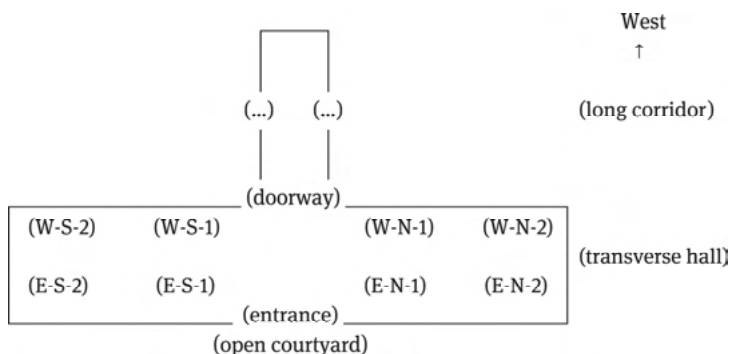 West
↑
(...) (...) (long corridor)
(doorway)
(W-S-2) (W-S-1) (W-N-1) (W-N-2)
(transverse hall)
(E-S-2) (E-S-1) (E-N-1) (E-N-2)
(entrance)
(open courtyard)